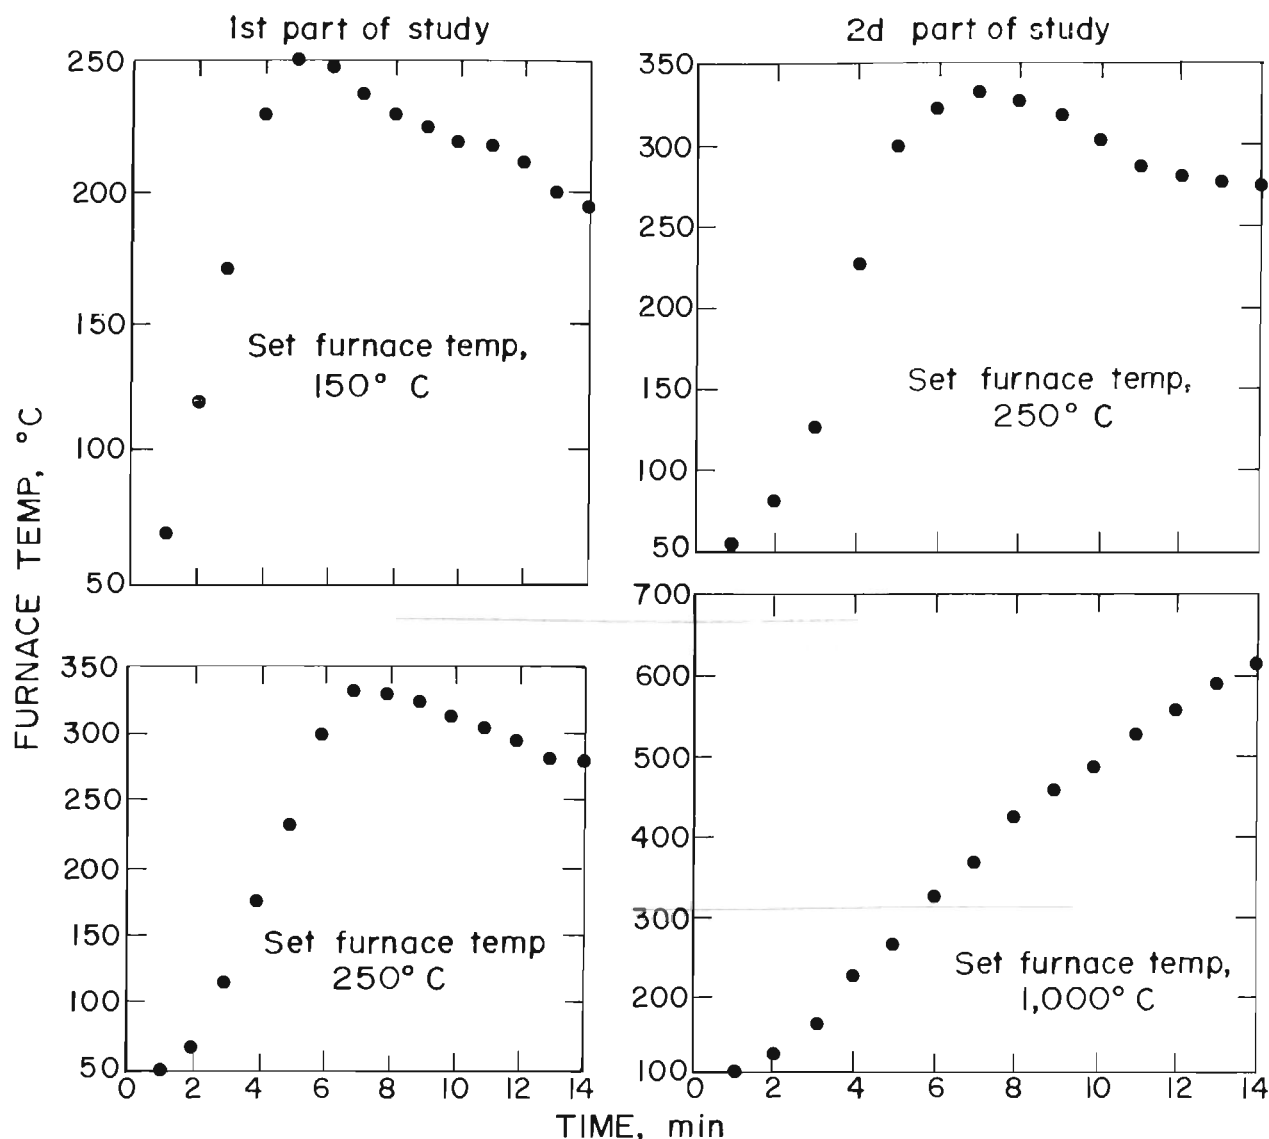 1st part of study
2d part of study
250
200
150
100
50
Set furnace temp,
150° C
350
300
250
200
150
100
50
Set furnace temp,
250° C
FURNACE TEMP, °C
350
300
250
200
150
100
50
Set furnace temp
250° C
0 2 4 6 8 10 12 14
700
600
500
400
300
200
100
Set furnace temp,
1,000° C
0 2 4 6 8 10 12 14
TIME, min